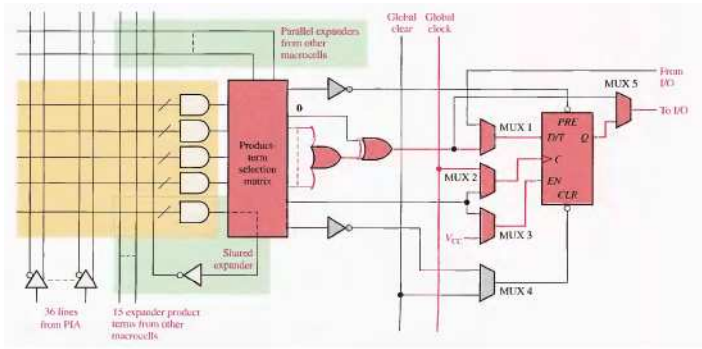 Parallel expanders
from other
macrocells
Global
clear
Global
clock
From
I/O
MUX 5
To I/O
0
PRE
MUX 1
D/T
Q
Product-
term
selection
matrix
MUX 2
C
EN
CLR
Shared
expander
VCC
MUX 3
MUX 4
36 lines
from PIA
15 expander product
terms from other
macrocells